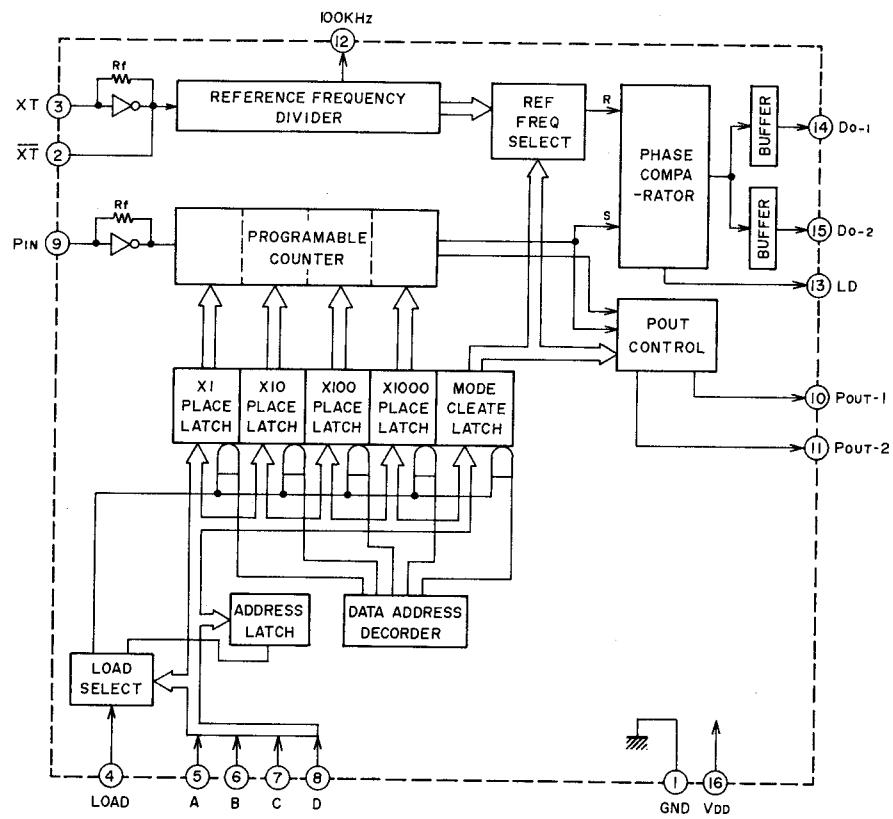 100KHz
12
Rf
XT
3
XT
2
REFERENCE FREQUENCY
DIVIDER
REF
FREQ
SELECT
R
PHASE
COMPA
-RATOR
S
BUFFER
14
Do-1
BUFFER
15
Do-2
13
LD
Rf
PIN
9
PROGRAMABLE
COUNTER
POUT
CONTROL
10
POUT-1
11
POUT-2
X1
PLACE
LATCH
X10
PLACE
LATCH
X100
PLACE
LATCH
X1000
PLACE
LATCH
MODE
CLEATE
LATCH
ADDRESS
LATCH
DATA ADDRESS
DECORDER
LOAD
SELECT
4
LOAD
5
A
6
B
7
C
8
D
1
GND
16
VDD